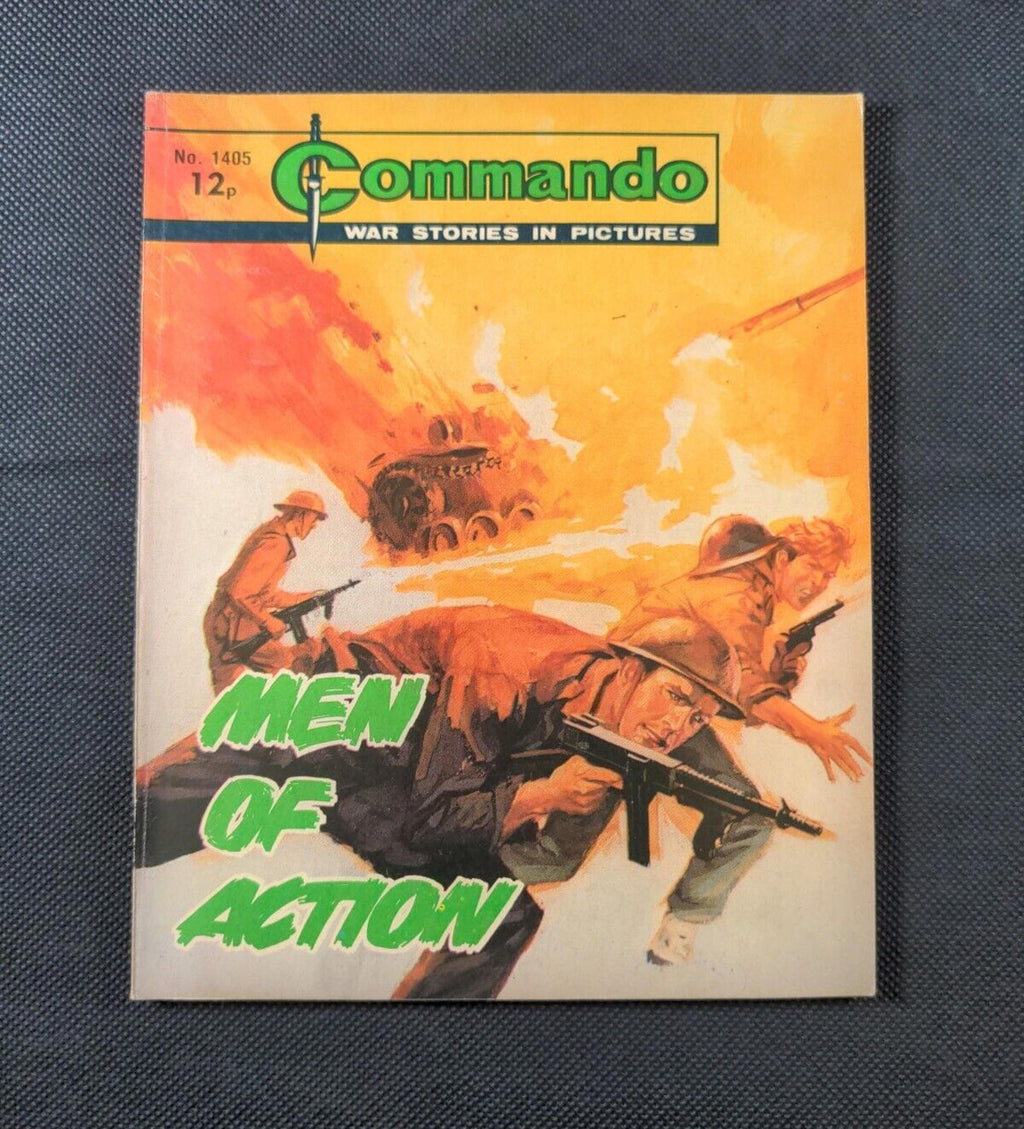 No. 1405
12p
Commando
WAR STORIES IN PICTURES
MEN
OF
ACTION